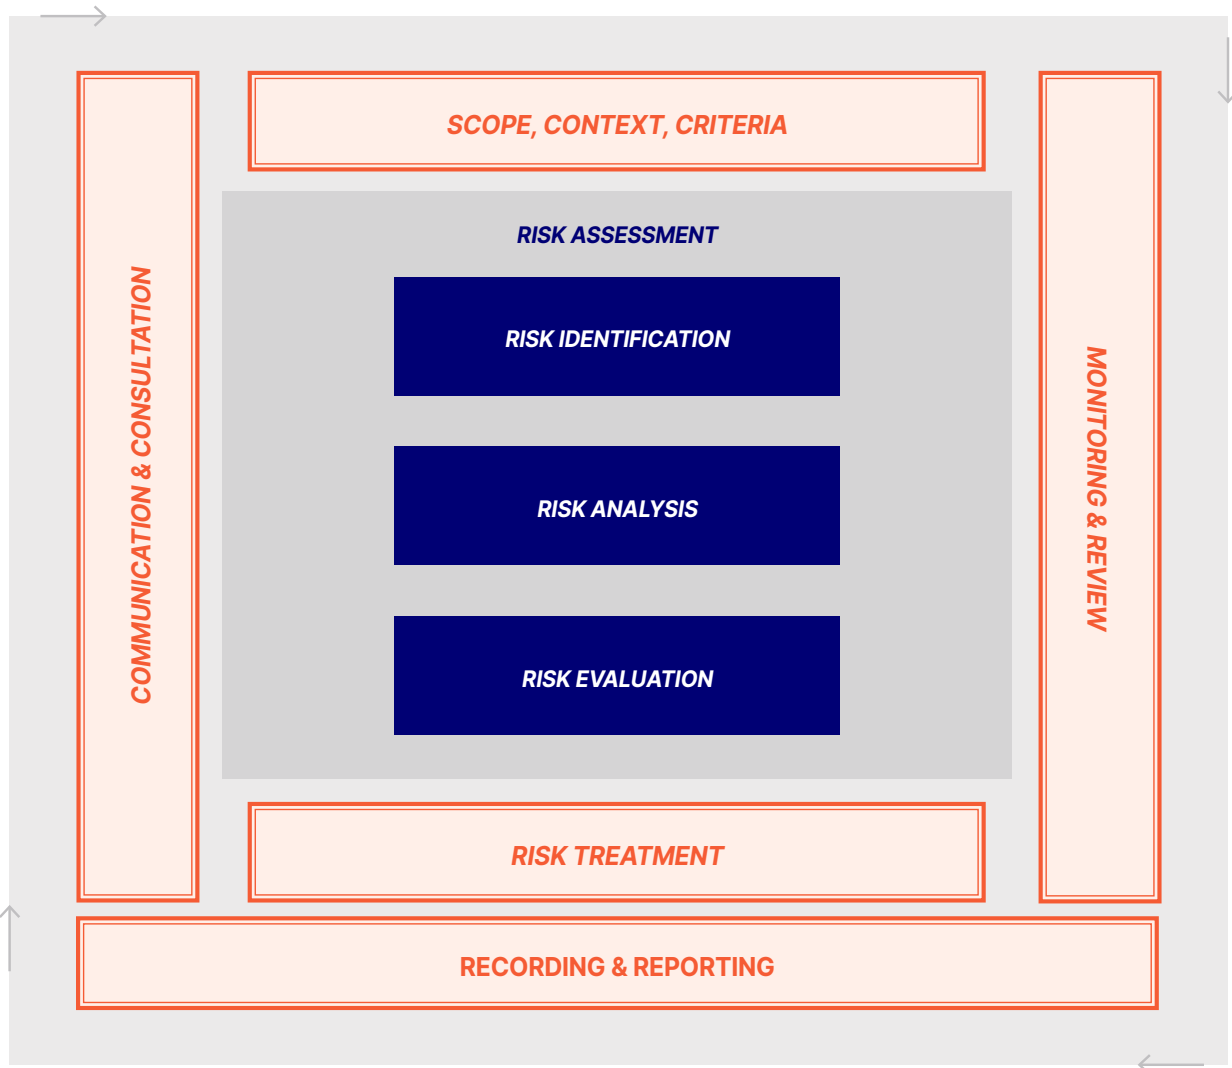 SCOPE, CONTEXT, CRITERIA
COMMUNICATION & CONSULTATION
RISK ASSESSMENT
RISK IDENTIFICATION
RISK ANALYSIS
RISK EVALUATION
MONITORING & REVIEW
RISK TREATMENT
RECORDING & REPORTING